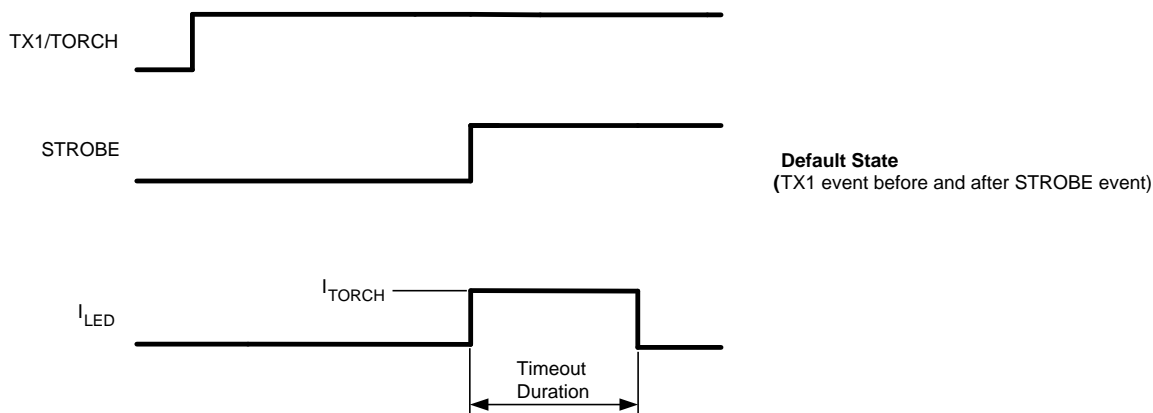 TX1/TORCH
STROBE
Default State
(TX1 event before and after STROBE event)
ITORCH
ILED
Timeout
Duration